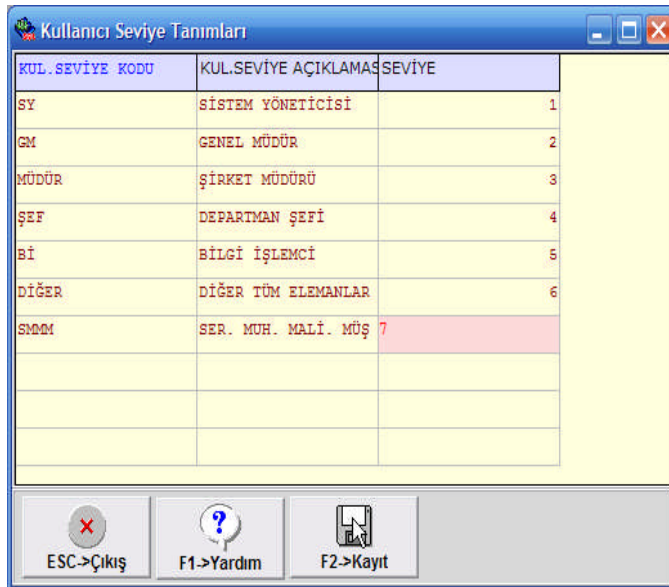 Kullanıcı Seviye Tanımları
KUL.SEVİYE KODU KUL.SEVİYE AÇIKLAMAS SEVİYE
SY SİSTEM YÖNETİCİSİ 1
GM GENEL MÜDÜR 2
MÜDÜR ŞİRKET MÜDÜRÜ 3
ŞEF DEPARTMAN ŞEFİ 4
Bİ BİLGİ İŞLEMCİ 5
DİĞER DİĞER TÜM ELEMANLAR 6
SMMM SER. MUH. MALİ. MÜŞ 7
ESC->Çıkış F1->Yardım F2->Kayıt